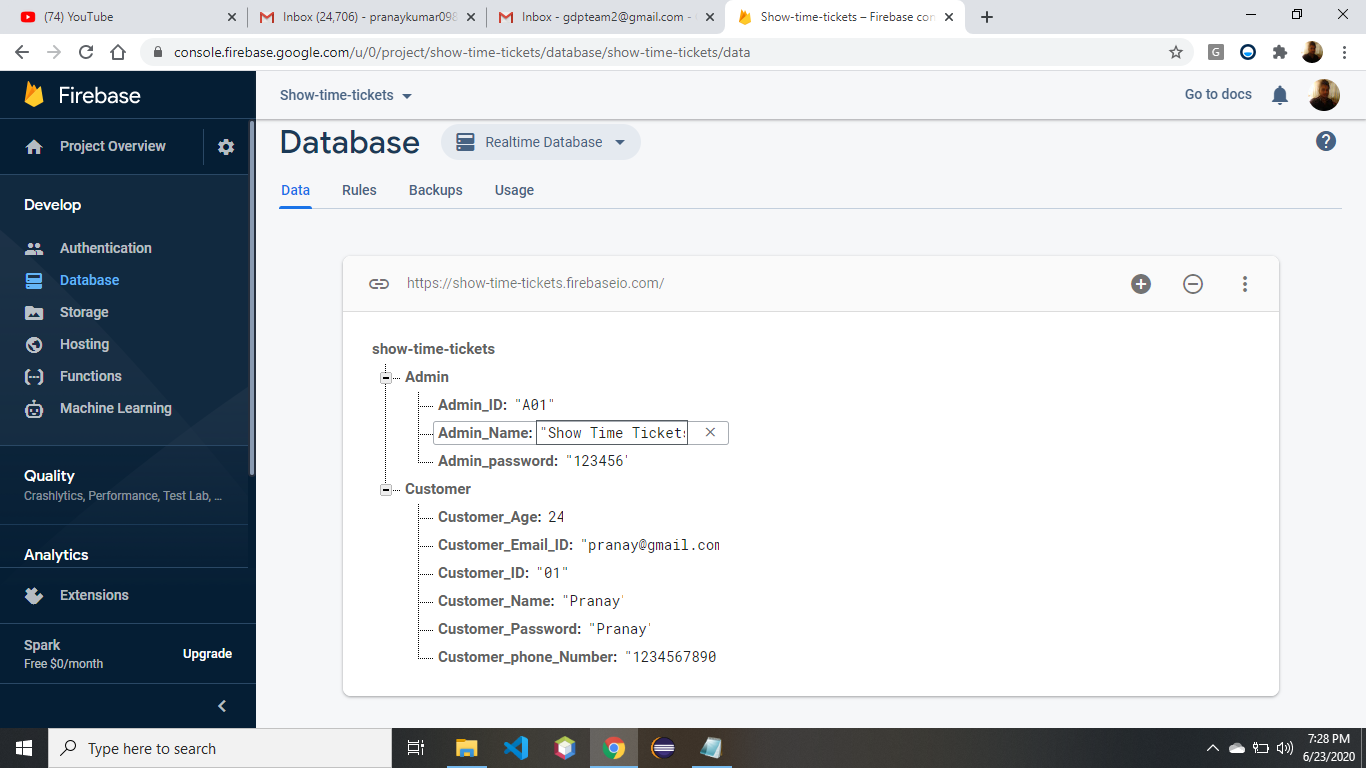 (74) YouTube
Inbox (24,706) - pranaykumar098
Inbox - gdpteam2@gmail.com -
Show-time-tickets – Firebase con
console.firebase.google.com/u/0/project/show-time-tickets/database/show-time-tickets/data
G
Firebase
Show-time-tickets
Go to docs
Project Overview
Database
Realtime Database
Data
Rules
Backups
Usage
Develop
Authentication
Database
Storage
Hosting
Functions
Machine Learning
Quality
Crashlytics, Performance, Test Lab, ...
Analytics
Extensions
Spark
Free $0/month
Upgrade
https://show-time-tickets.firebaseio.com/
show-time-tickets
Admin
Admin_ID: "A01"
Admin_Name: "Show Time Tickets
Admin_password: "123456"
Customer
Customer_Age: 24
Customer_Email_ID: "pranay@gmail.com
Customer_ID: "01"
Customer_Name: "Pranay"
Customer_Password: "Pranay"
Customer_phone_Number: "1234567890
Type here to search
7:28 PM
6/23/2020